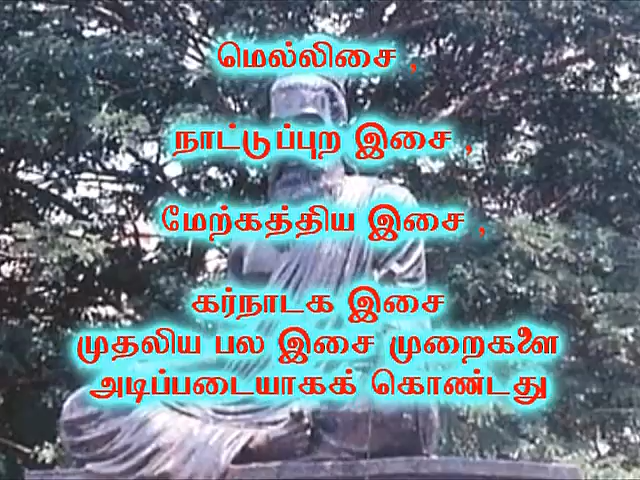 மெல்லிசை ,
நாட்டுப்புற இசை ,
மேற்கத்திய இசை ,
கர்நாடக இசை
முதலிய பல இசை முறைகளை
அடிப்படையாகக் கொண்டது